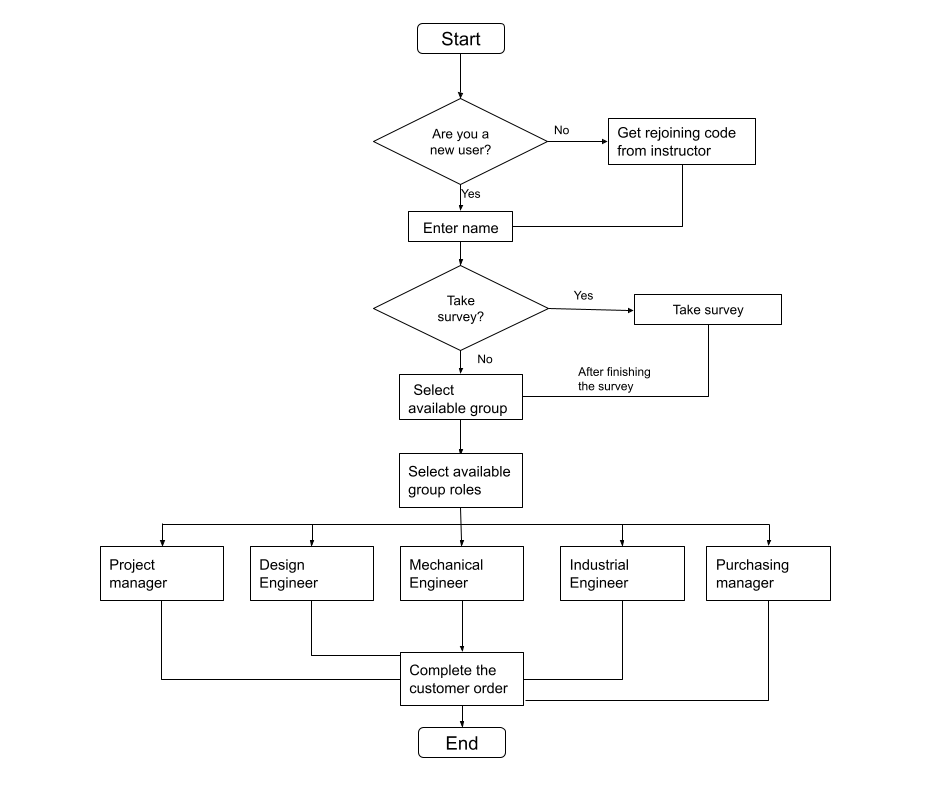 Start
Are you a
new user?
No
Get rejoining code
from instructor
Yes
Enter name
Take
survey?
Yes
Take survey
No
After finishing
the survey
Select
available group
Select available
group roles
Project
manager
Design
Engineer
Mechanical
Engineer
Industrial
Engineer
Purchasing
manager
Complete the
customer order
End